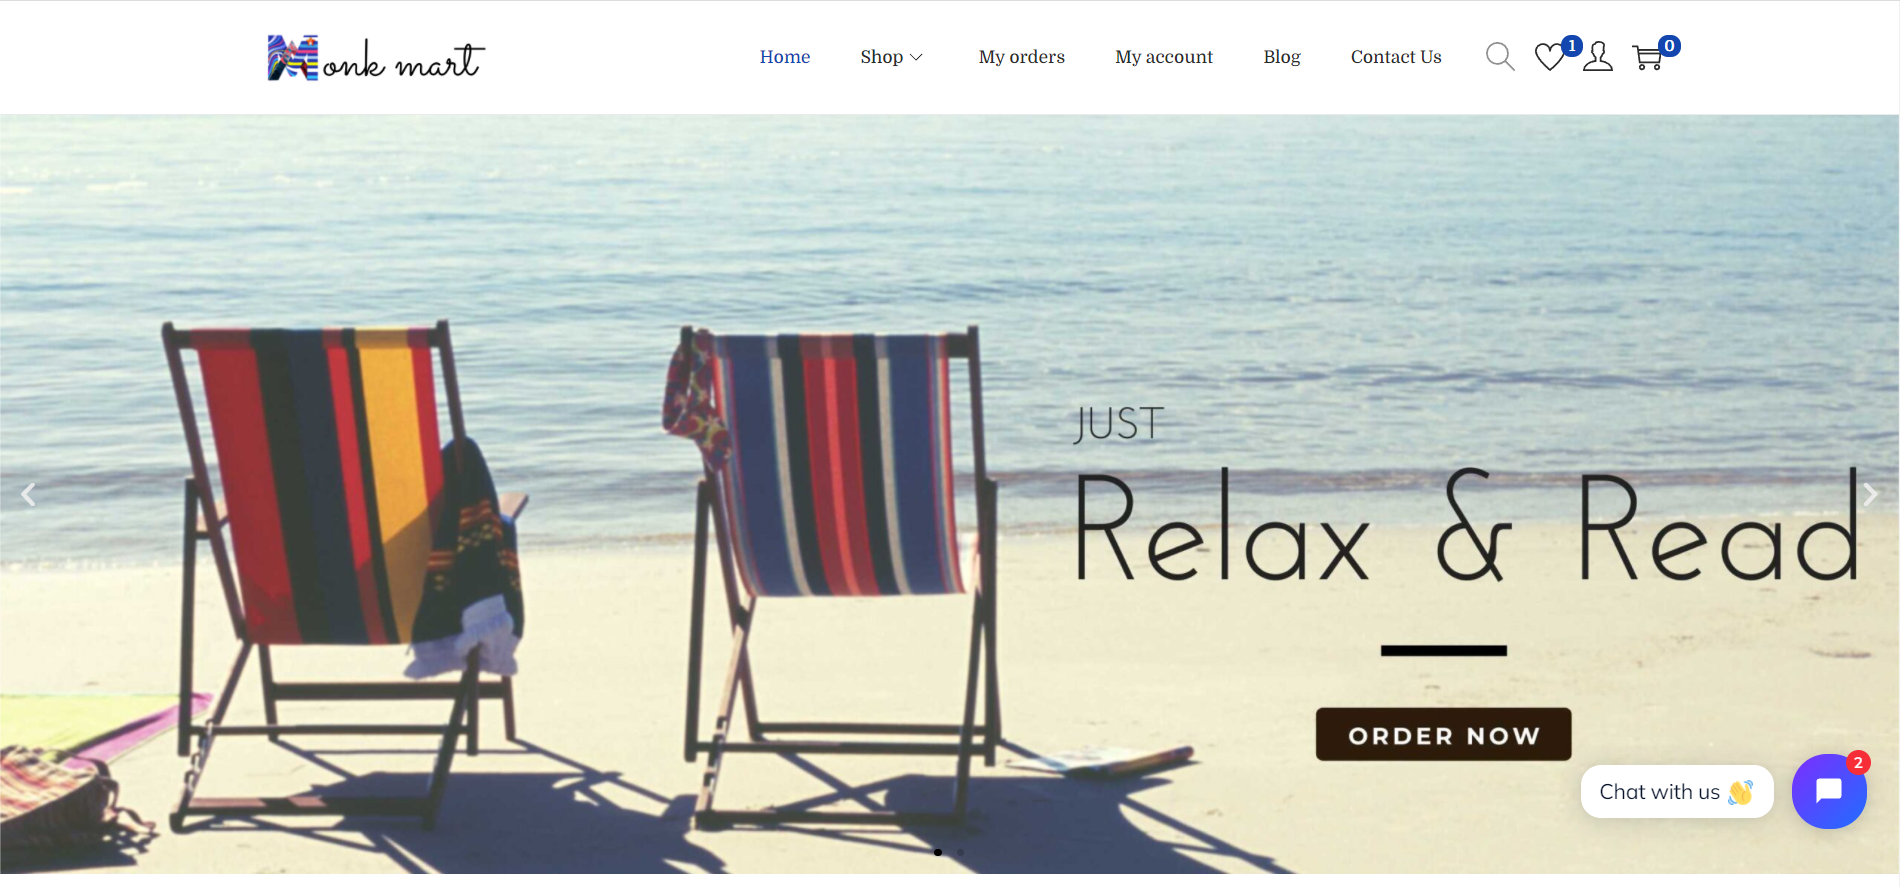 Monk mart
Home Shop My orders My account Blog Contact Us 1 0
JUST
Relax & Read
ORDER NOW
2
Chat with us 👋